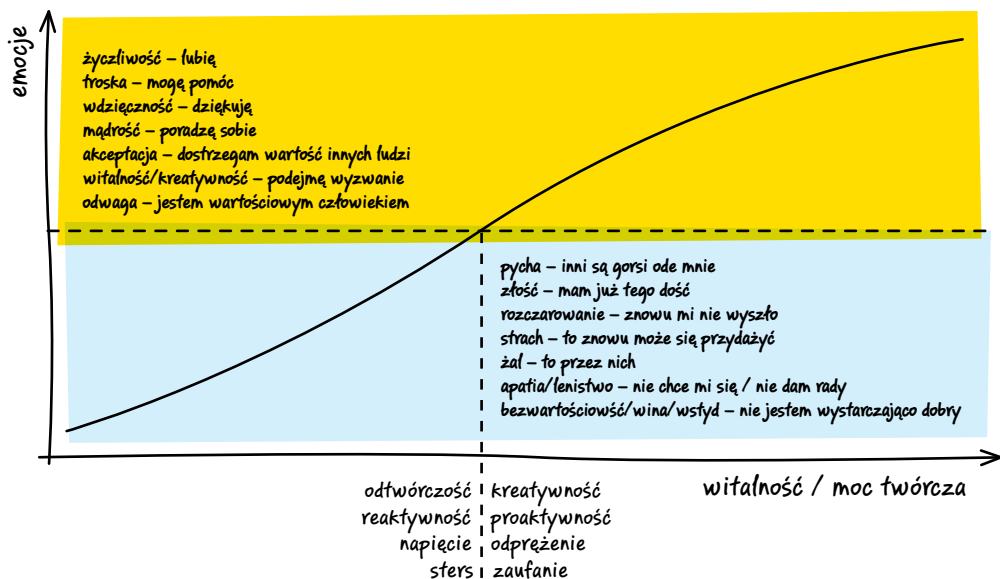 emocje
życzliwość – lubię
troska – mogę pomóc
wdzięczność – dziękuję
mądrość – poradzę sobie
akceptacja – dostrzegam wartość innych ludzi
witalność/kreatywność – podejmę wyzwanie
odwaga – jestem wartościowym człowiekiem
pycha – inni są gorsi ode mnie
złość – mam już tego dość
rozczarowanie – znowu mi nie wyszło
strach – to znowu może się przydażyć
żal – to przez nich
apatia/lenistwo – nie chce mi się / nie dam rady
bezwartościowść/wina/wstyd – nie jestem wystarczająco dobry
witalność / moc twórcza
odtwórczość kreatywność
reaktywność proaktywność
napięcie odprężenie
sters zaufanie